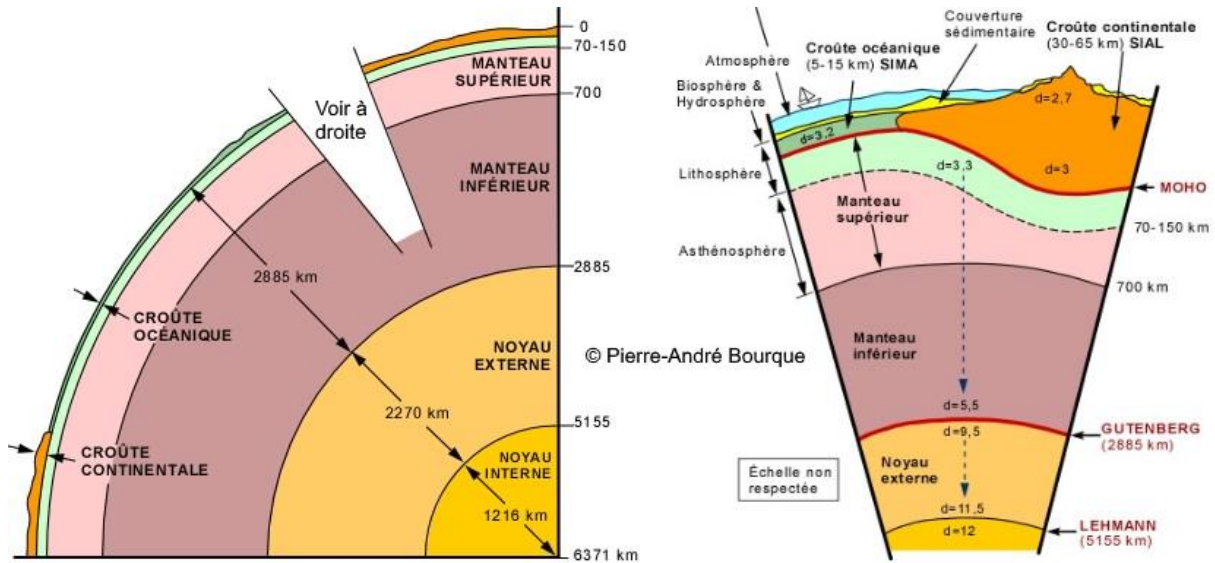 0
70-150
MANTEAU
SUPÉRIEUR
700
Voir à
droite
MANTEAU
INFÉRIEUR
2885 km
2885
CROÛTE
OCÉANIQUE
NOYAU
EXTERNE
2270 km
5155
CROÛTE
CONTINENTALE
NOYAU
INTERNE
1216 km
6371 km
© Pierre-André Bourque
Couverture
sédimentaire
Croûte continentale
(30-65 km) SIAL
Croûte océanique
(5-15 km) SIMA
Atmosphère
Biosphère &
Hydrosphère
d=2,7
d=3,2
d=3,3
d=3
Lithosphère
MOHO
Manteau
supérieur
70-150 km
Asthénosphère
700 km
Manteau
inférieur
d=5,5
d=9,5
GUTENBERG
(2885 km)
Noyau
externe
Échelle non
respectée
d=11,5
d=12
LEHMANN
(5155 km)